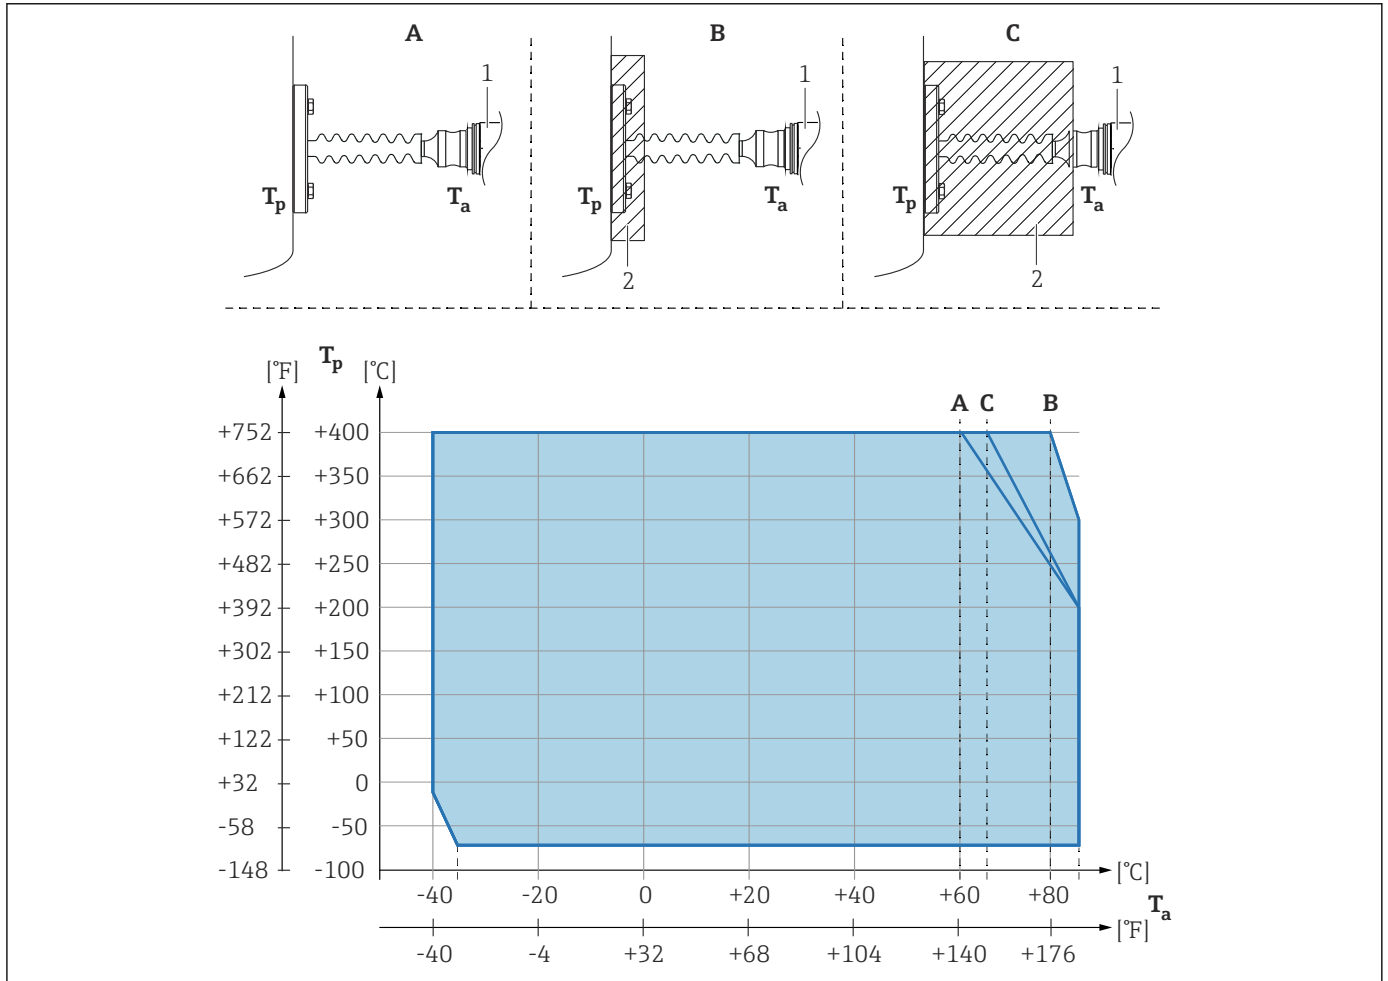 A B C
1 1 1
Tp Ta Tp Ta Tp Ta
2 2
[°F] Tp [°C]
A C B
+752 +400
+662 +350
+572 +300
+482 +250
+392 +200
+302 +150
+212 +100
+122 +50
+32 0
-58 -50
-148 -100
[°C]
-40 -20 0 +20 +40 +60 +80
Ta
[°F]
-40 -4 +32 +68 +104 +140 +176